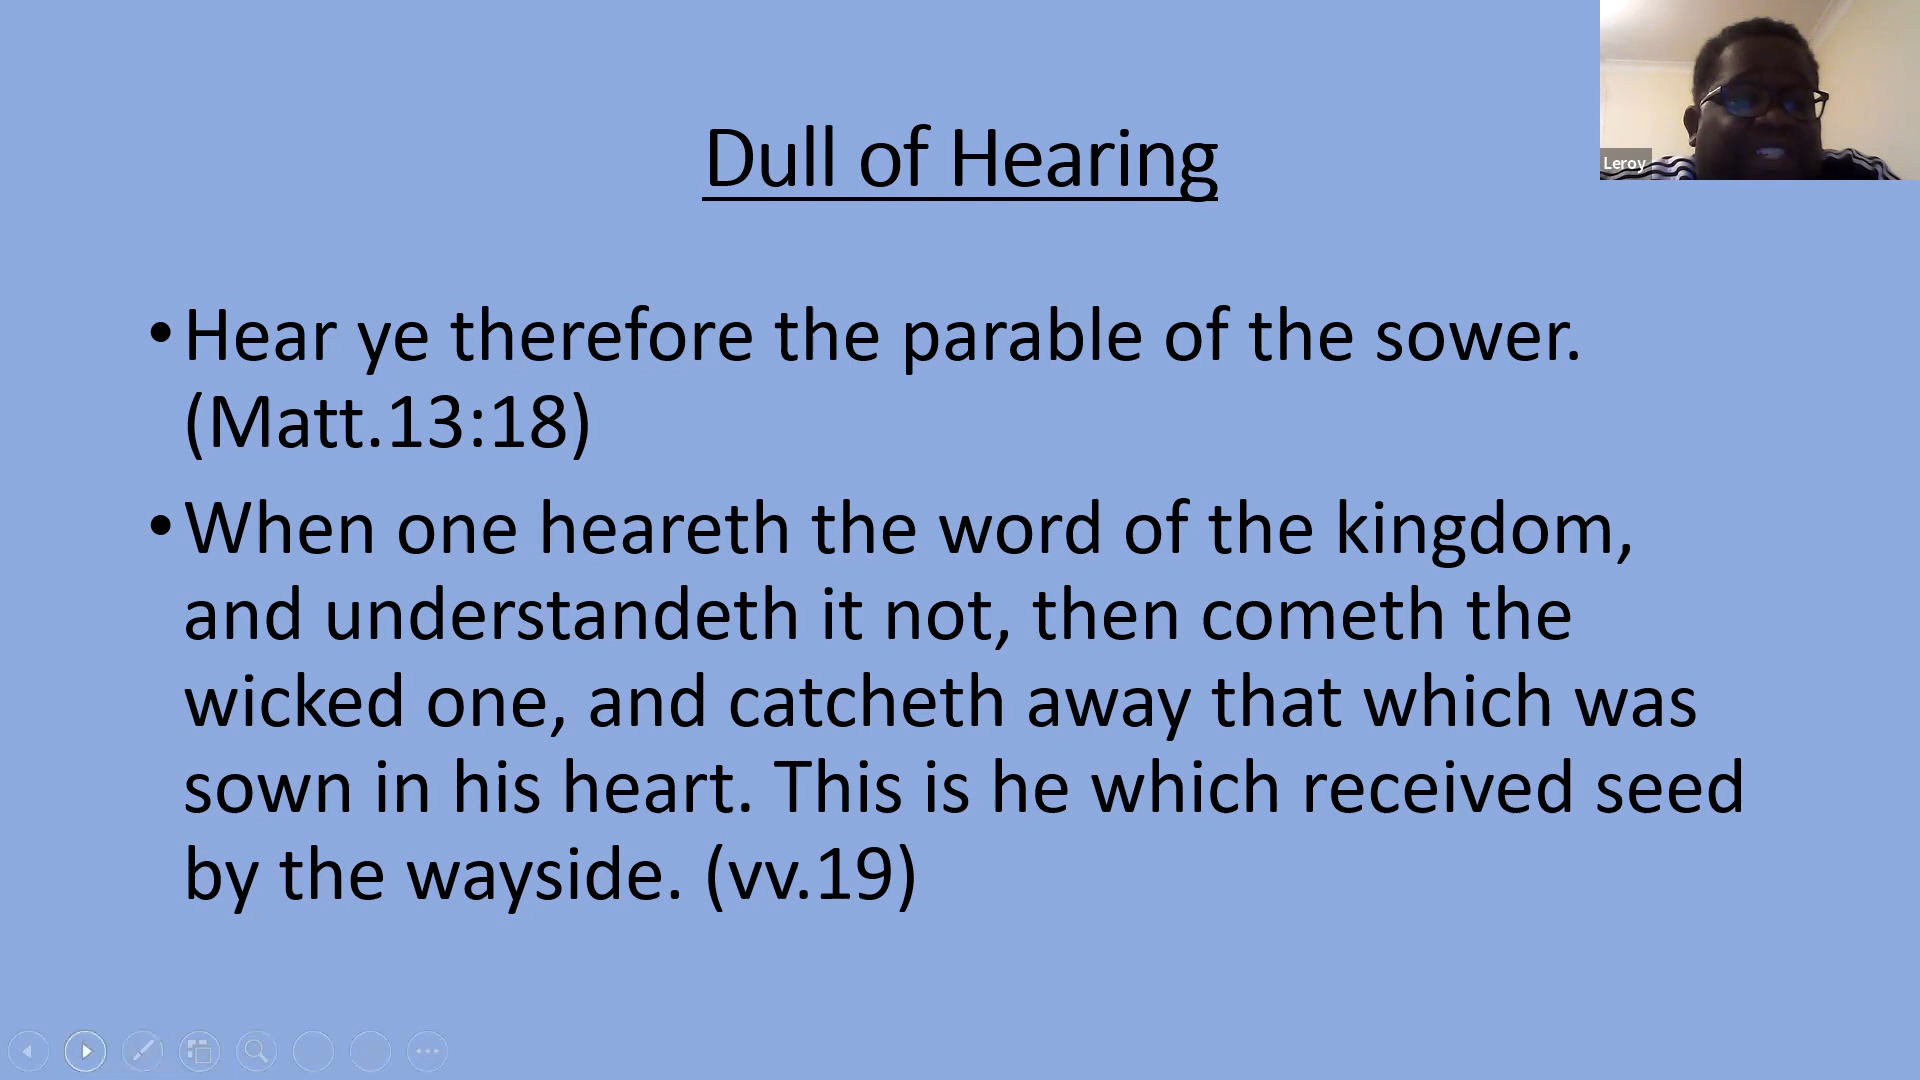 Dull of Hearing
Leroy
• Hear ye therefore the parable of the sower.
(Matt.13:18)
• When one heareth the word of the kingdom,
and understandeth it not, then cometh the
wicked one, and catcheth away that which was
sown in his heart. This is he which received seed
by the wayside. (vv.19)